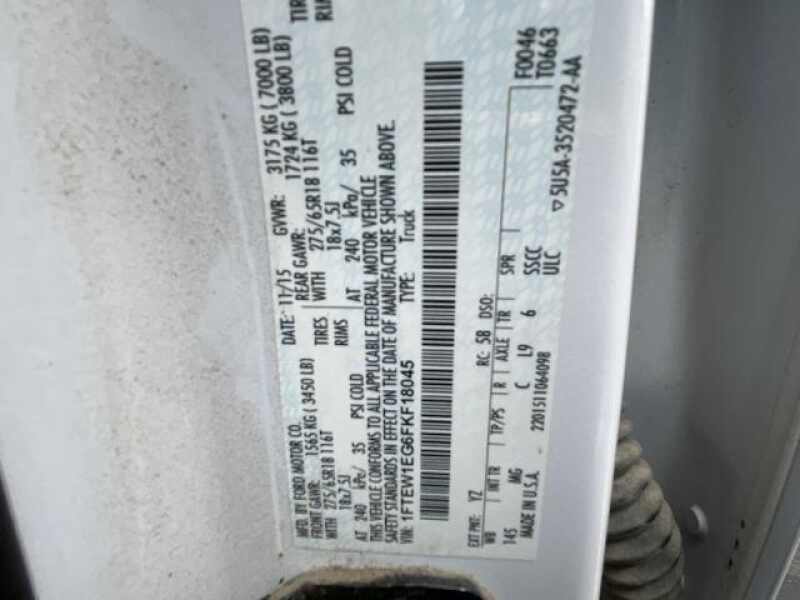 MFD. BY FORD MOTOR CO.
DATE: 11/15 GVWR: 3175 KG ( 7000 LB)
FRONT GAWR: 1565 KG ( 3450 LB) REAR GAWR: 1724 KG ( 3800 LB)
WITH 275/65R18 116T TIRES WITH 275/65R18 116T TIRE
18x7.5J RIMS 18x7.5J RIMS
AT 240 kPa/ 35 PSI COLD AT 240 kPa/ 35 PSI COLD
THIS VEHICLE CONFORMS TO ALL APPLICABLE FEDERAL MOTOR VEHICLE
SAFETY STANDARDS IN EFFECT ON THE DATE OF MANUFACTURE SHOWN ABOVE.
VIN: 1FTEW1EG6FKF18045 TYPE: Truck
F0046
T0663
EXT PNT: YZ RC: 58 DSO:
WB INT TR TP/PS R AXLE TR SPR
145 MG C L9 6 SSCC
MADE IN U.S.A. 2201511064098 ULC
5U5A-3520472-AA